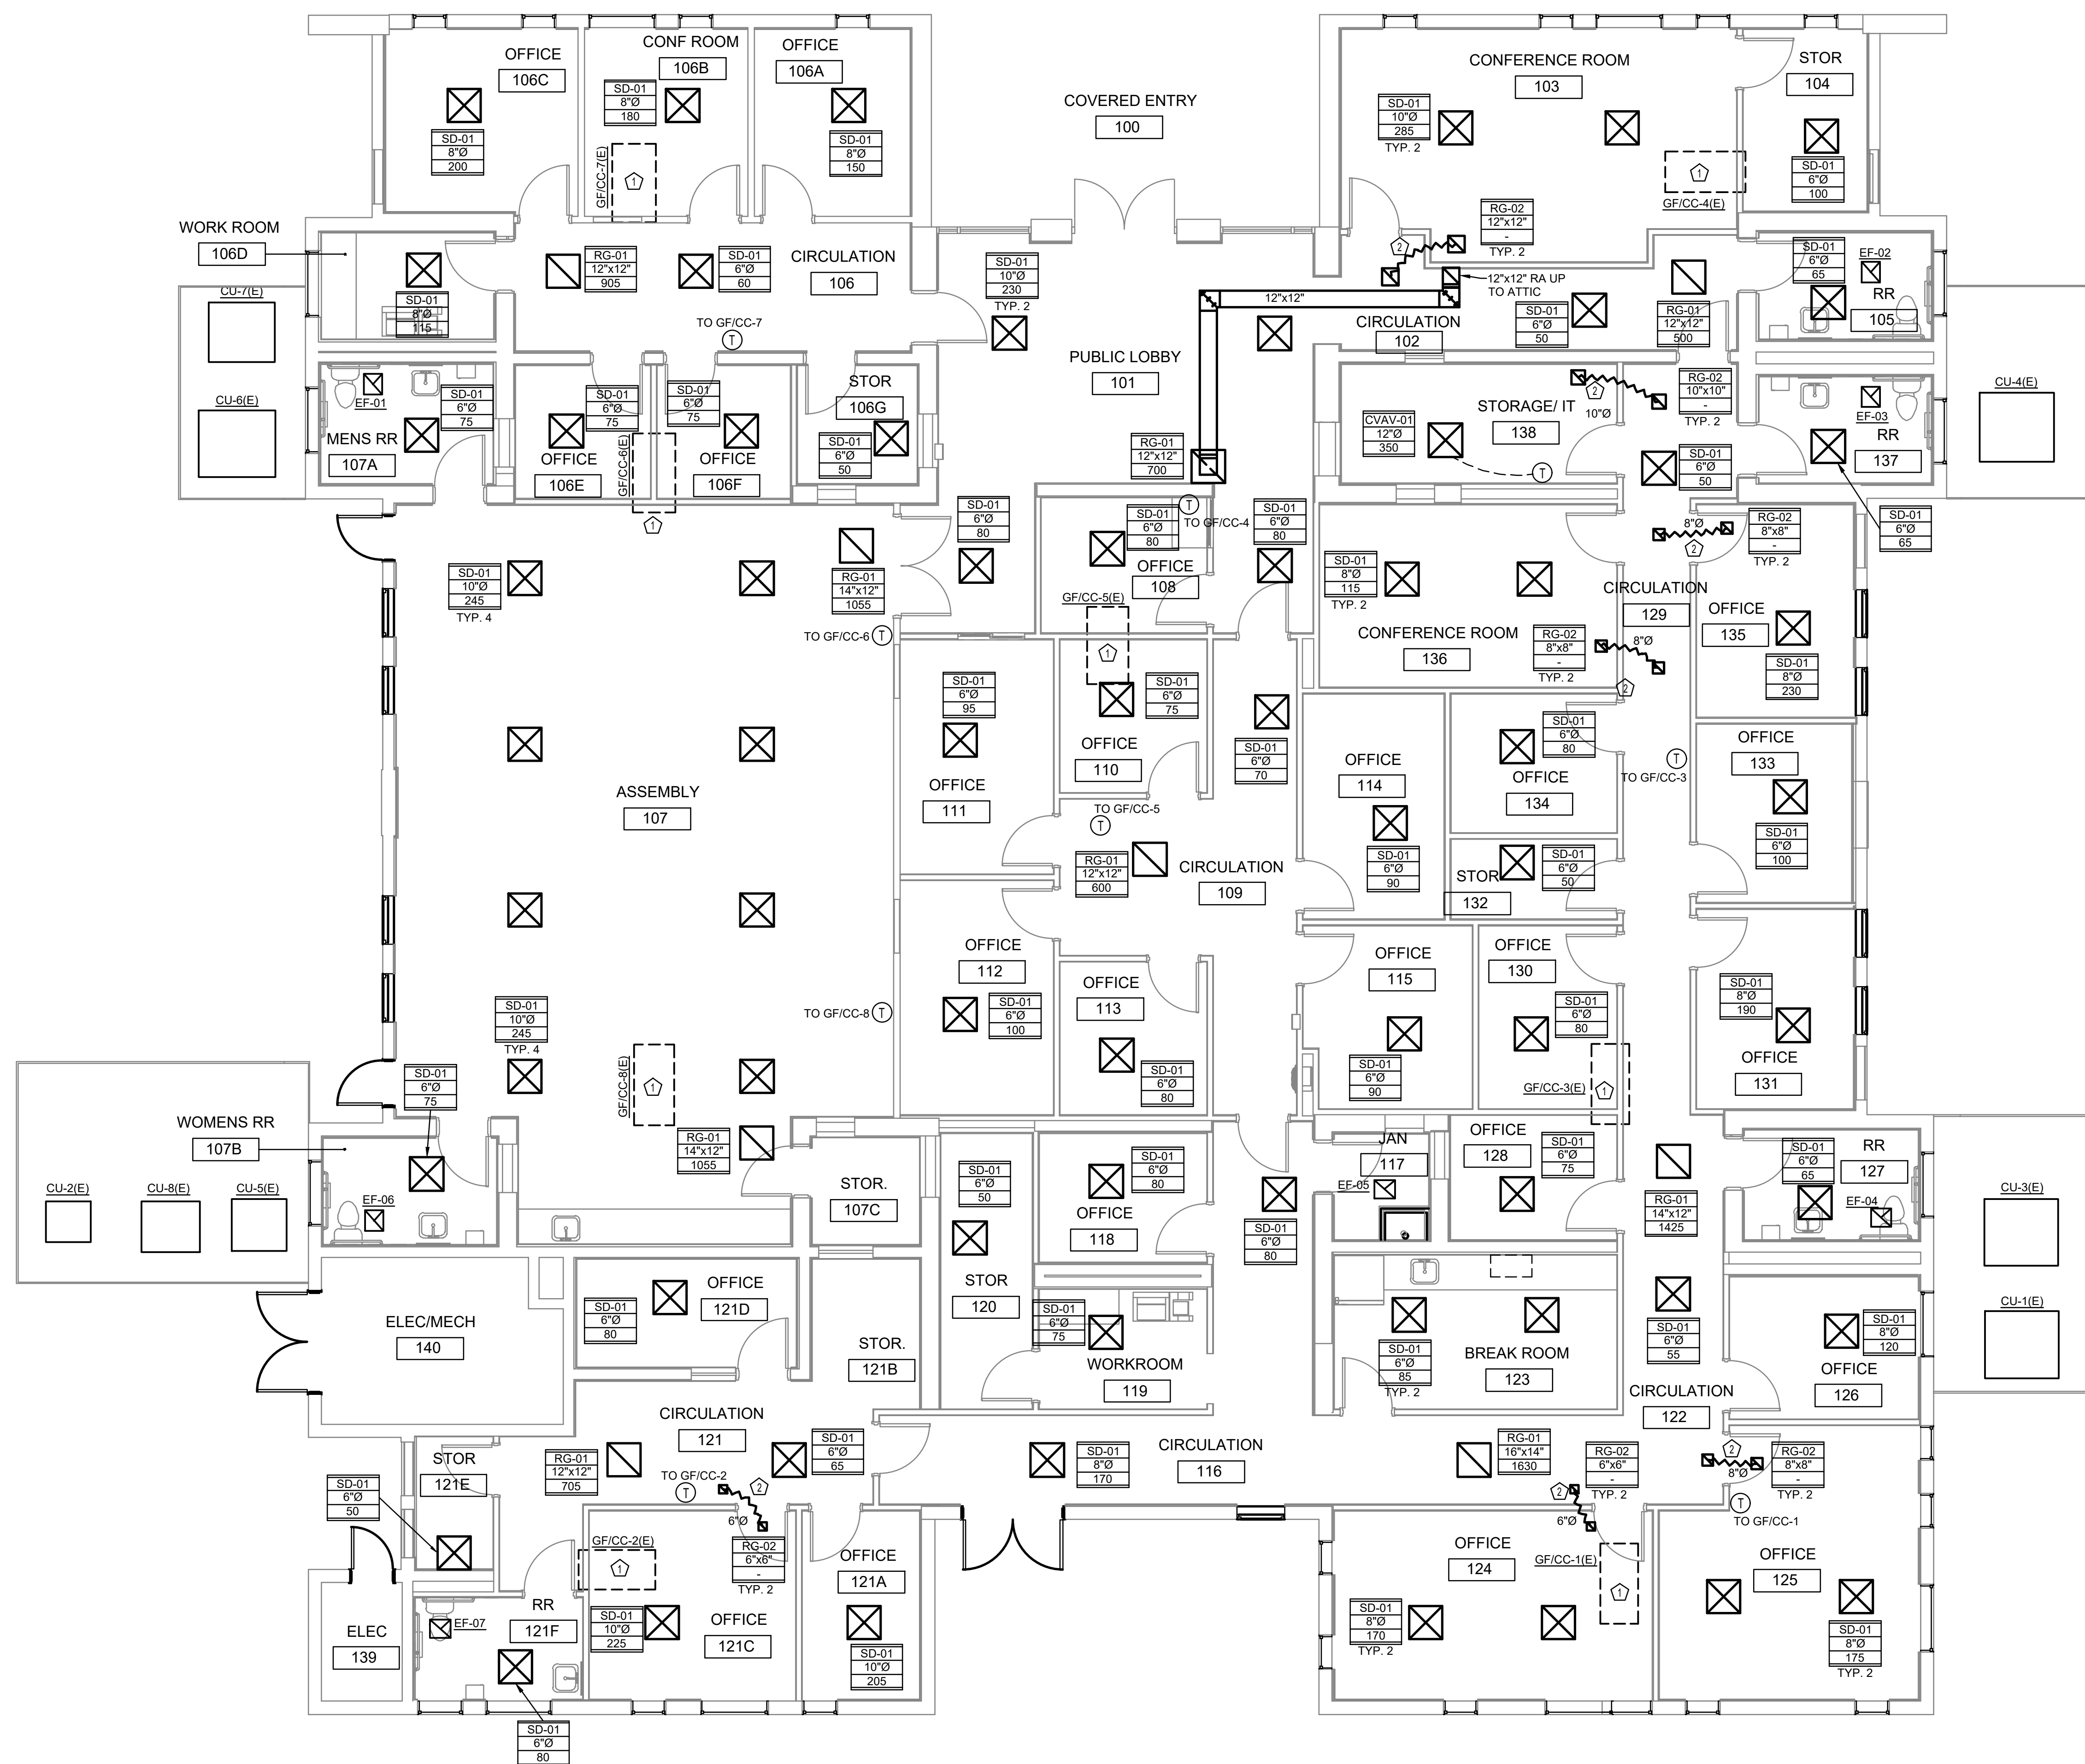 OFFICE
106C
SD-01
8"Ø
200
CONF ROOM
106B
SD-01
8"Ø
180
GF/CC-7(E)
1
OFFICE
106A
SD-01
8"Ø
150
COVERED ENTRY
100
CONFERENCE ROOM
103
SD-01
10"Ø
285
TYP. 2
1
GF/CC-4(E)
STOR
104
SD-01
6"Ø
100
WORK ROOM
106D
SD-01
8"Ø
115
RG-01
12"x12"
905
SD-01
6"Ø
60
CIRCULATION
106
TO GF/CC-7
T
SD-01
10"Ø
230
TYP. 2
RG-02
12"x12"
-
TYP. 2
2
12"x12" RA UP
TO ATTIC
12"x12"
CIRCULATION
102
SD-01
6"Ø
50
RG-01
12"x12"
500
SD-01
6"Ø
65
EF-02
RR
105
CU-7(E)
CU-6(E)
EF-01
SD-01
6"Ø
75
MENS RR
107A
SD-01
6"Ø
75
OFFICE
106E
GF/CC-6(E)
1
SD-01
6"Ø
75
OFFICE
106F
STOR
106G
SD-01
6"Ø
50
PUBLIC LOBBY
101
RG-01
12"x12"
700
CVAV-01
12"Ø
350
STORAGE/ IT
138
T
2
10"Ø
RG-02
10"x10"
-
TYP. 2
SD-01
6"Ø
50
EF-03
RR
137
SD-01
6"Ø
65
CU-4(E)
SD-01
10"Ø
245
TYP. 4
RG-01
14"x12"
1055
TO GF/CC-6
T
SD-01
6"Ø
80
SD-01
6"Ø
80
T
TO GF/CC-4
OFFICE
108
GF/CC-5(E)
1
SD-01
6"Ø
80
SD-01
8"Ø
115
TYP. 2
CONFERENCE ROOM
136
RG-02
8"x8"
-
TYP. 2
8"Ø
2
CIRCULATION
129
8"Ø
2
RG-02
8"x8"
-
TYP. 2
OFFICE
135
SD-01
8"Ø
230
ASSEMBLY
107
SD-01
6"Ø
95
OFFICE
111
SD-01
6"Ø
75
OFFICE
110
TO GF/CC-5
T
SD-01
6"Ø
70
RG-01
12"x12"
600
CIRCULATION
109
OFFICE
114
SD-01
6"Ø
90
SD-01
6"Ø
80
OFFICE
134
T
TO GF/CC-3
OFFICE
133
SD-01
6"Ø
100
STOR
132
SD-01
6"Ø
50
SD-01
10"Ø
245
TYP. 4
TO GF/CC-8
T
GF/CC-8(E)
1
OFFICE
112
SD-01
6"Ø
100
OFFICE
113
SD-01
6"Ø
80
OFFICE
115
SD-01
6"Ø
90
OFFICE
130
SD-01
6"Ø
80
GF/CC-3(E)
1
SD-01
8"Ø
190
OFFICE
131
WOMENS RR
107B
SD-01
6"Ø
75
EF-06
CU-2(E)
CU-8(E)
CU-5(E)
RG-01
14"x12"
1055
STOR.
107C
SD-01
6"Ø
50
STOR
120
SD-01
6"Ø
80
OFFICE
118
SD-01
6"Ø
80
JAN
117
EF-05
OFFICE
128
SD-01
6"Ø
75
RG-01
14"x12"
1425
SD-01
6"Ø
65
RR
127
EF-04
CU-3(E)
CU-1(E)
ELEC/MECH
140
SD-01
6"Ø
80
OFFICE
121D
STOR.
121B
SD-01
6"Ø
75
WORKROOM
119
SD-01
6"Ø
85
TYP. 2
BREAK ROOM
123
SD-01
6"Ø
55
SD-01
8"Ø
120
OFFICE
126
CIRCULATION
122
STOR
121E
SD-01
6"Ø
50
RG-01
12"x12"
705
CIRCULATION
121
TO GF/CC-2
T
2
6"Ø
SD-01
6"Ø
65
SD-01
8"Ø
170
CIRCULATION
116
RG-01
16"x14"
1630
RG-02
6"x6"
-
TYP. 2
2
6"Ø
2
8"Ø
RG-02
8"x8"
-
TYP. 2
T
TO GF/CC-1
ELEC
139
EF-07
RR
121F
SD-01
6"Ø
80
GF/CC-2(E)
1
SD-01
10"Ø
225
OFFICE
121C
RG-02
6"x6"
-
TYP. 2
OFFICE
121A
SD-01
10"Ø
205
OFFICE
124
SD-01
8"Ø
170
TYP. 2
GF/CC-1(E)
1
OFFICE
125
SD-01
8"Ø
175
TYP. 2